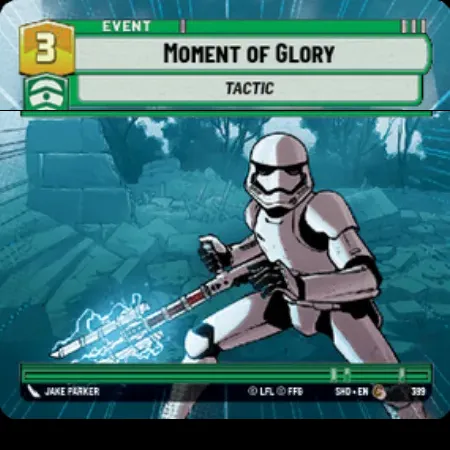 EVENT
3
MOMENT OF GLORY
TACTIC
JAKE PARKER
© LFL © FFG
SHD • EN
C
399